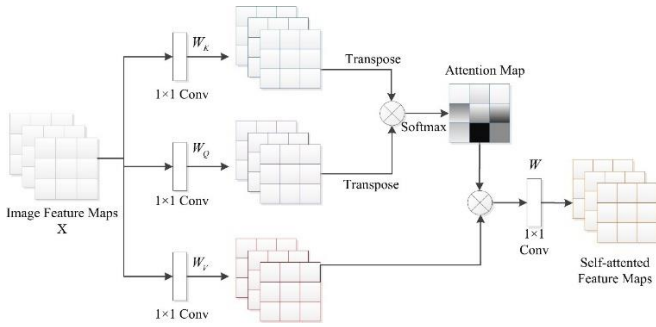 W_K
Transpose
1×1 Conv
Attention Map
Softmax
W_Q
Image Feature Maps
X
1×1 Conv
Transpose
W
1×1
Conv
W_V
Self-attented
Feature Maps
1×1 Conv